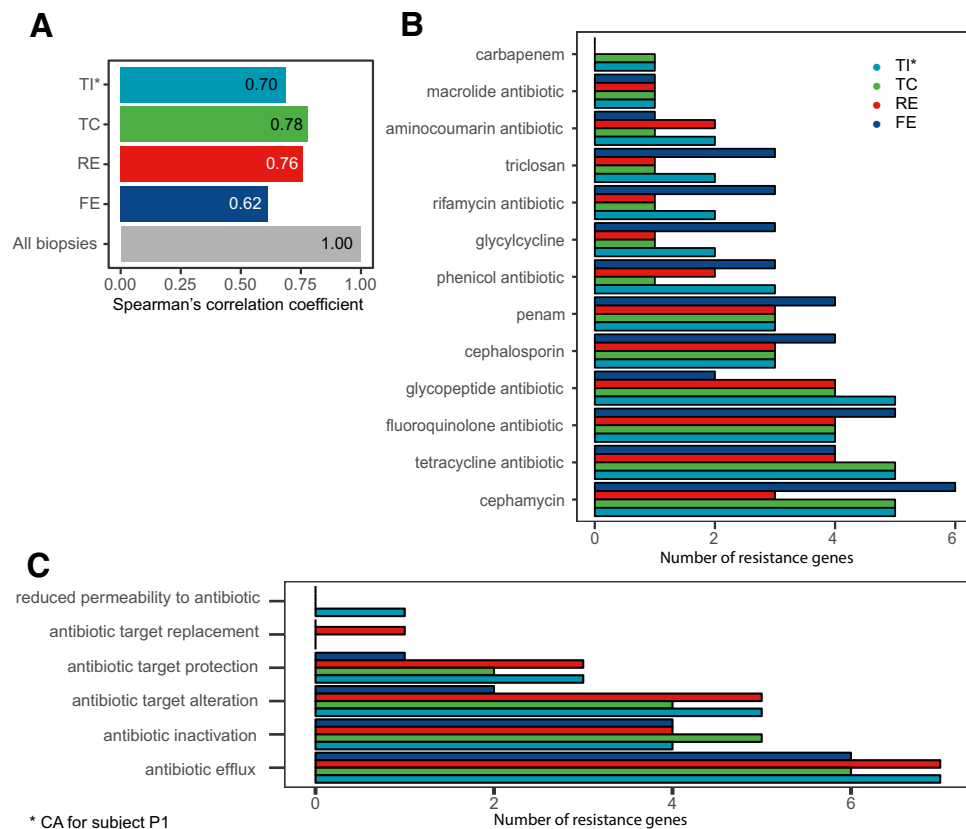 A
TI*
0.70
TC
0.78
RE
0.76
FE
0.62
All biopsies
1.00
0.00 0.25 0.50 0.75 1.00
Spearman's correlation coefficient
B
carbapenem
macrolide antibiotic
aminocoumarin antibiotic
triclosan
rifamycin antibiotic
glycylcycline
phenicol antibiotic
penam
cephalosporin
glycopeptide antibiotic
fluoroquinolone antibiotic
tetracycline antibiotic
cephamycin
TI*
TC
RE
FE
0 2 4 6
Number of resistance genes
C
reduced permeability to antibiotic
antibiotic target replacement
antibiotic target protection
antibiotic target alteration
antibiotic inactivation
antibiotic efflux
0 2 4 6
Number of resistance genes
* CA for subject P1